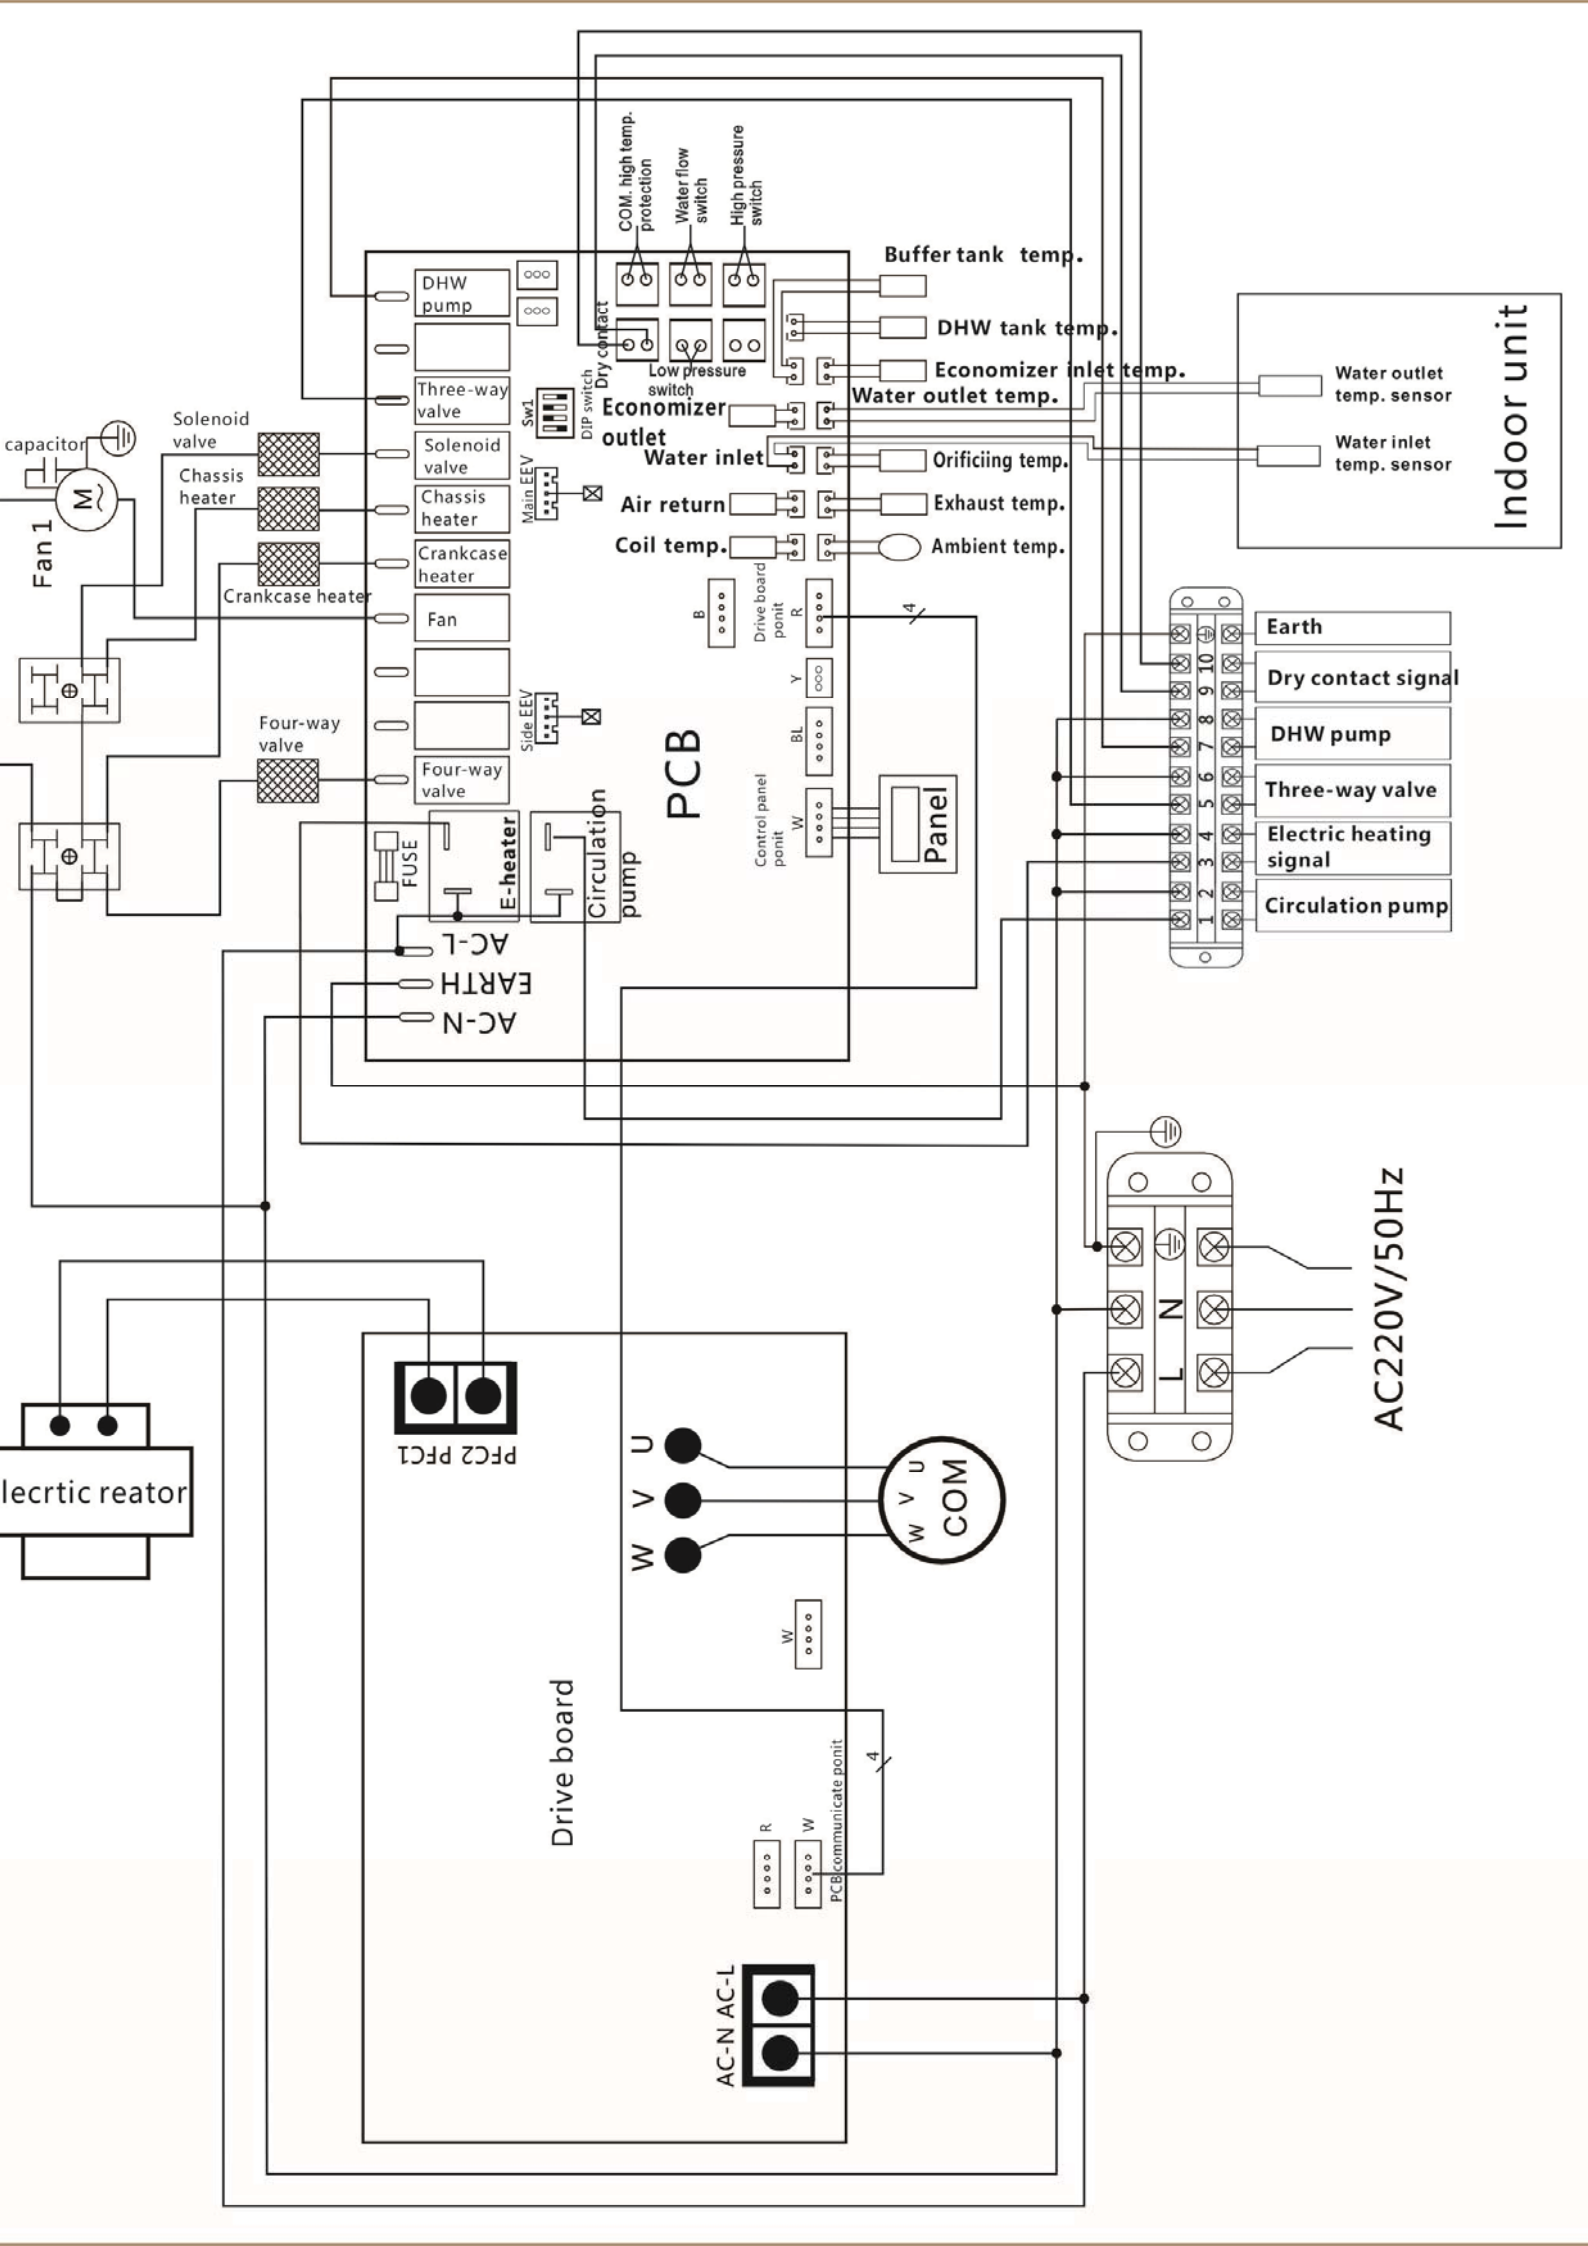 COM. high temp.
protection
Water flow
switch
High pressure
switch
Buffer tank temp.
DHW
pump
DHW tank temp.
Dry contact
Low pressure
switch
Economizer inlet temp.
Three-way
valve
Sw1
DIP switch
Water outlet temp.
Economizer
outlet
Water outlet
temp. sensor
Water inlet
temp. sensor
Indoor unit
capacitor
M
Fan 1
Solenoid
valve
Solenoid
valve
Water inlet
Orificiing temp.
Chassis
heater
Chassis
heater
Main EEV
Air return
Exhaust temp.
Crankcase
heater
Crankcase heater
Coil temp.
Ambient temp.
Fan
B
Drive board
ponit
R
4
Y
BL
Side EEV
PCB
Four-way
valve
Four-way
valve
Control panel
ponit
W
Panel
FUSE
E-heater
Circulation
pump
AC-L
EARTH
AC-N
Earth
10
9
Dry contact signal
8
7
DHW pump
6
5
Three-way valve
4
3
Electric heating
signal
2
1
Circulation pump
N
L
AC220V/50Hz
PFC2 PFC1
lecrtic reator
U
V
W
U
V
W
COM
W
Drive board
4
R
W
PCB communicate ponit
AC-N AC-L